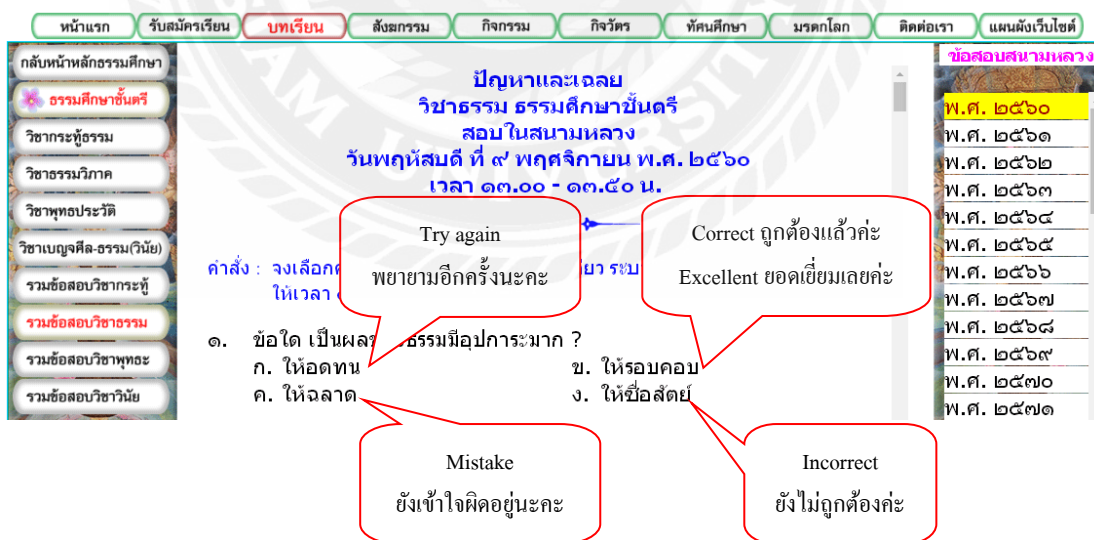 หน้าแรก รับสมัครเรียน บทเรียน สังฆกรรม กิจกรรม กิจวัตร ทัศนศึกษา มรดกโลก ติดต่อเรา แผนผังเว็บไซต์
กลับหน้าหลักธรรมศึกษา
ธรรมศึกษาชั้นตรี
วิชากระทู้ธรรม
วิชาธรรมวิภาค
วิชาพุทธประวัติ
วิชาเบญจศีล-ธรรม(วินัย)
รวมข้อสอบวิชากระทู้
รวมข้อสอบวิชาธรรม
รวมข้อสอบวิชาพุทธะ
รวมข้อสอบวิชาวินัย
ปัญหาและเฉลย
วิชาธรรม ธรรมศึกษาชั้นตรี
สอบในสนามหลวง
วันพฤหัสบดี ที่ ๙ พฤศจิกายน พ.ศ. ๒๕๖๐
เวลา ๑๓.๐๐ - ๑๓.๕๐ น.
คำสั่ง : จงเลือก
ให้เวลา
๑. ข้อใด เป็นผล ธรรมมีอุปการะมาก ?
ก. ให้อดทน ข. ให้รอบคอบ
ค. ให้ฉลาด ง. ให้ซื่อสัตย์
Try again
พยายามอีกครั้งนะคะ
Correct ถูกต้องแล้วค่ะ
Excellent ยอดเยี่ยมเลยค่ะ
Mistake
ยังเข้าใจผิดอยู่นะคะ
Incorrect
ยังไม่ถูกต้องค่ะ
ข้อสอบสนามหลวง
พ.ศ. ๒๕๖๐
พ.ศ. ๒๕๖๑
พ.ศ. ๒๕๖๒
พ.ศ. ๒๕๖๓
พ.ศ. ๒๕๖๔
พ.ศ. ๒๕๖๕
พ.ศ. ๒๕๖๖
พ.ศ. ๒๕๖๗
พ.ศ. ๒๕๖๘
พ.ศ. ๒๕๖๙
พ.ศ. ๒๕๗๐
พ.ศ. ๒๕๗๑